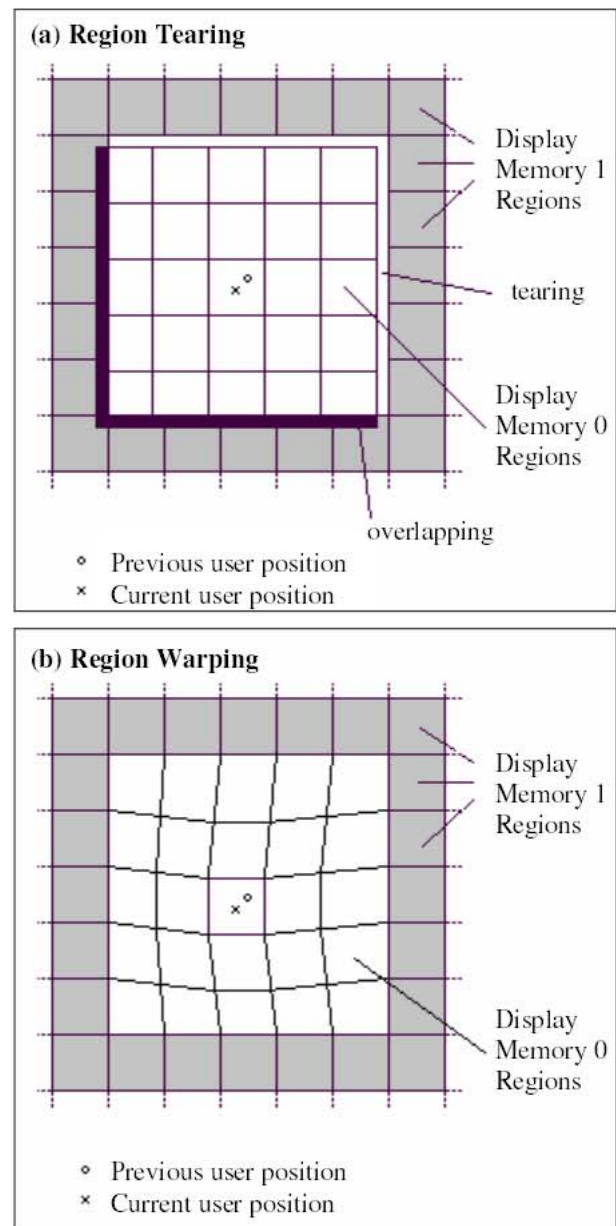 (a) Region Tearing
Display
Memory 1
Regions
tearing
Display
Memory 0
Regions
overlapping
Previous user position
× Current user position
(b) Region Warping
Display
Memory 1
Regions
Display
Memory 0
Regions
Previous user position
× Current user position